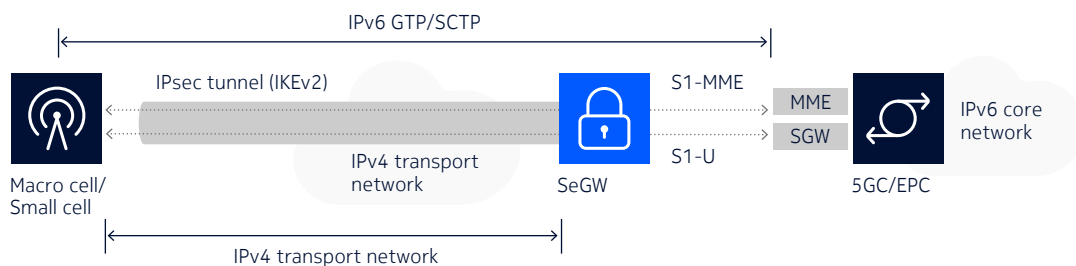 IPv6 GTP/SCTP
IPsec tunnel (IKEv2)
S1-MME
MME
SGW
IPv6 core
network
IPv4 transport
network
S1-U
Macro cell/
Small cell
SeGW
5GC/EPC
IPv4 transport network